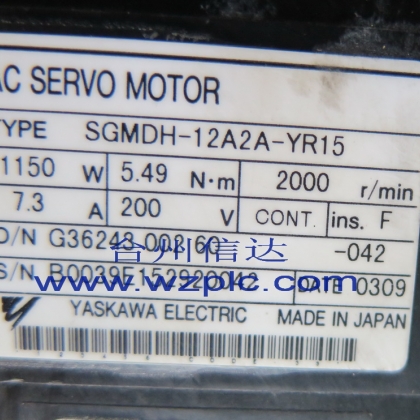 AC SERVO MOTOR
TYPE SGMDH-12A2A-YR15
1150 W 5.49 N·m 2000 r/min
7.3 A 200 V CONT. ins. F
O/N G36243 -042
台州信达
S/N DATE 0309
www.wzplc.com
YASKAWA ELECTRIC MADE IN JAPAN